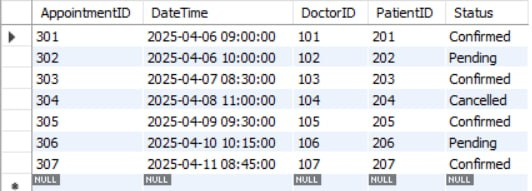 AppointmentID DateTime DoctorID PatientID Status
301 2025-04-06 09:00:00 101 201 Confirmed
302 2025-04-06 10:00:00 102 202 Pending
303 2025-04-07 08:30:00 103 203 Confirmed
304 2025-04-08 11:00:00 104 204 Cancelled
305 2025-04-09 09:30:00 105 205 Confirmed
306 2025-04-10 10:15:00 106 206 Pending
307 2025-04-11 08:45:00 107 207 Confirmed
NULL NULL NULL NULL NULL